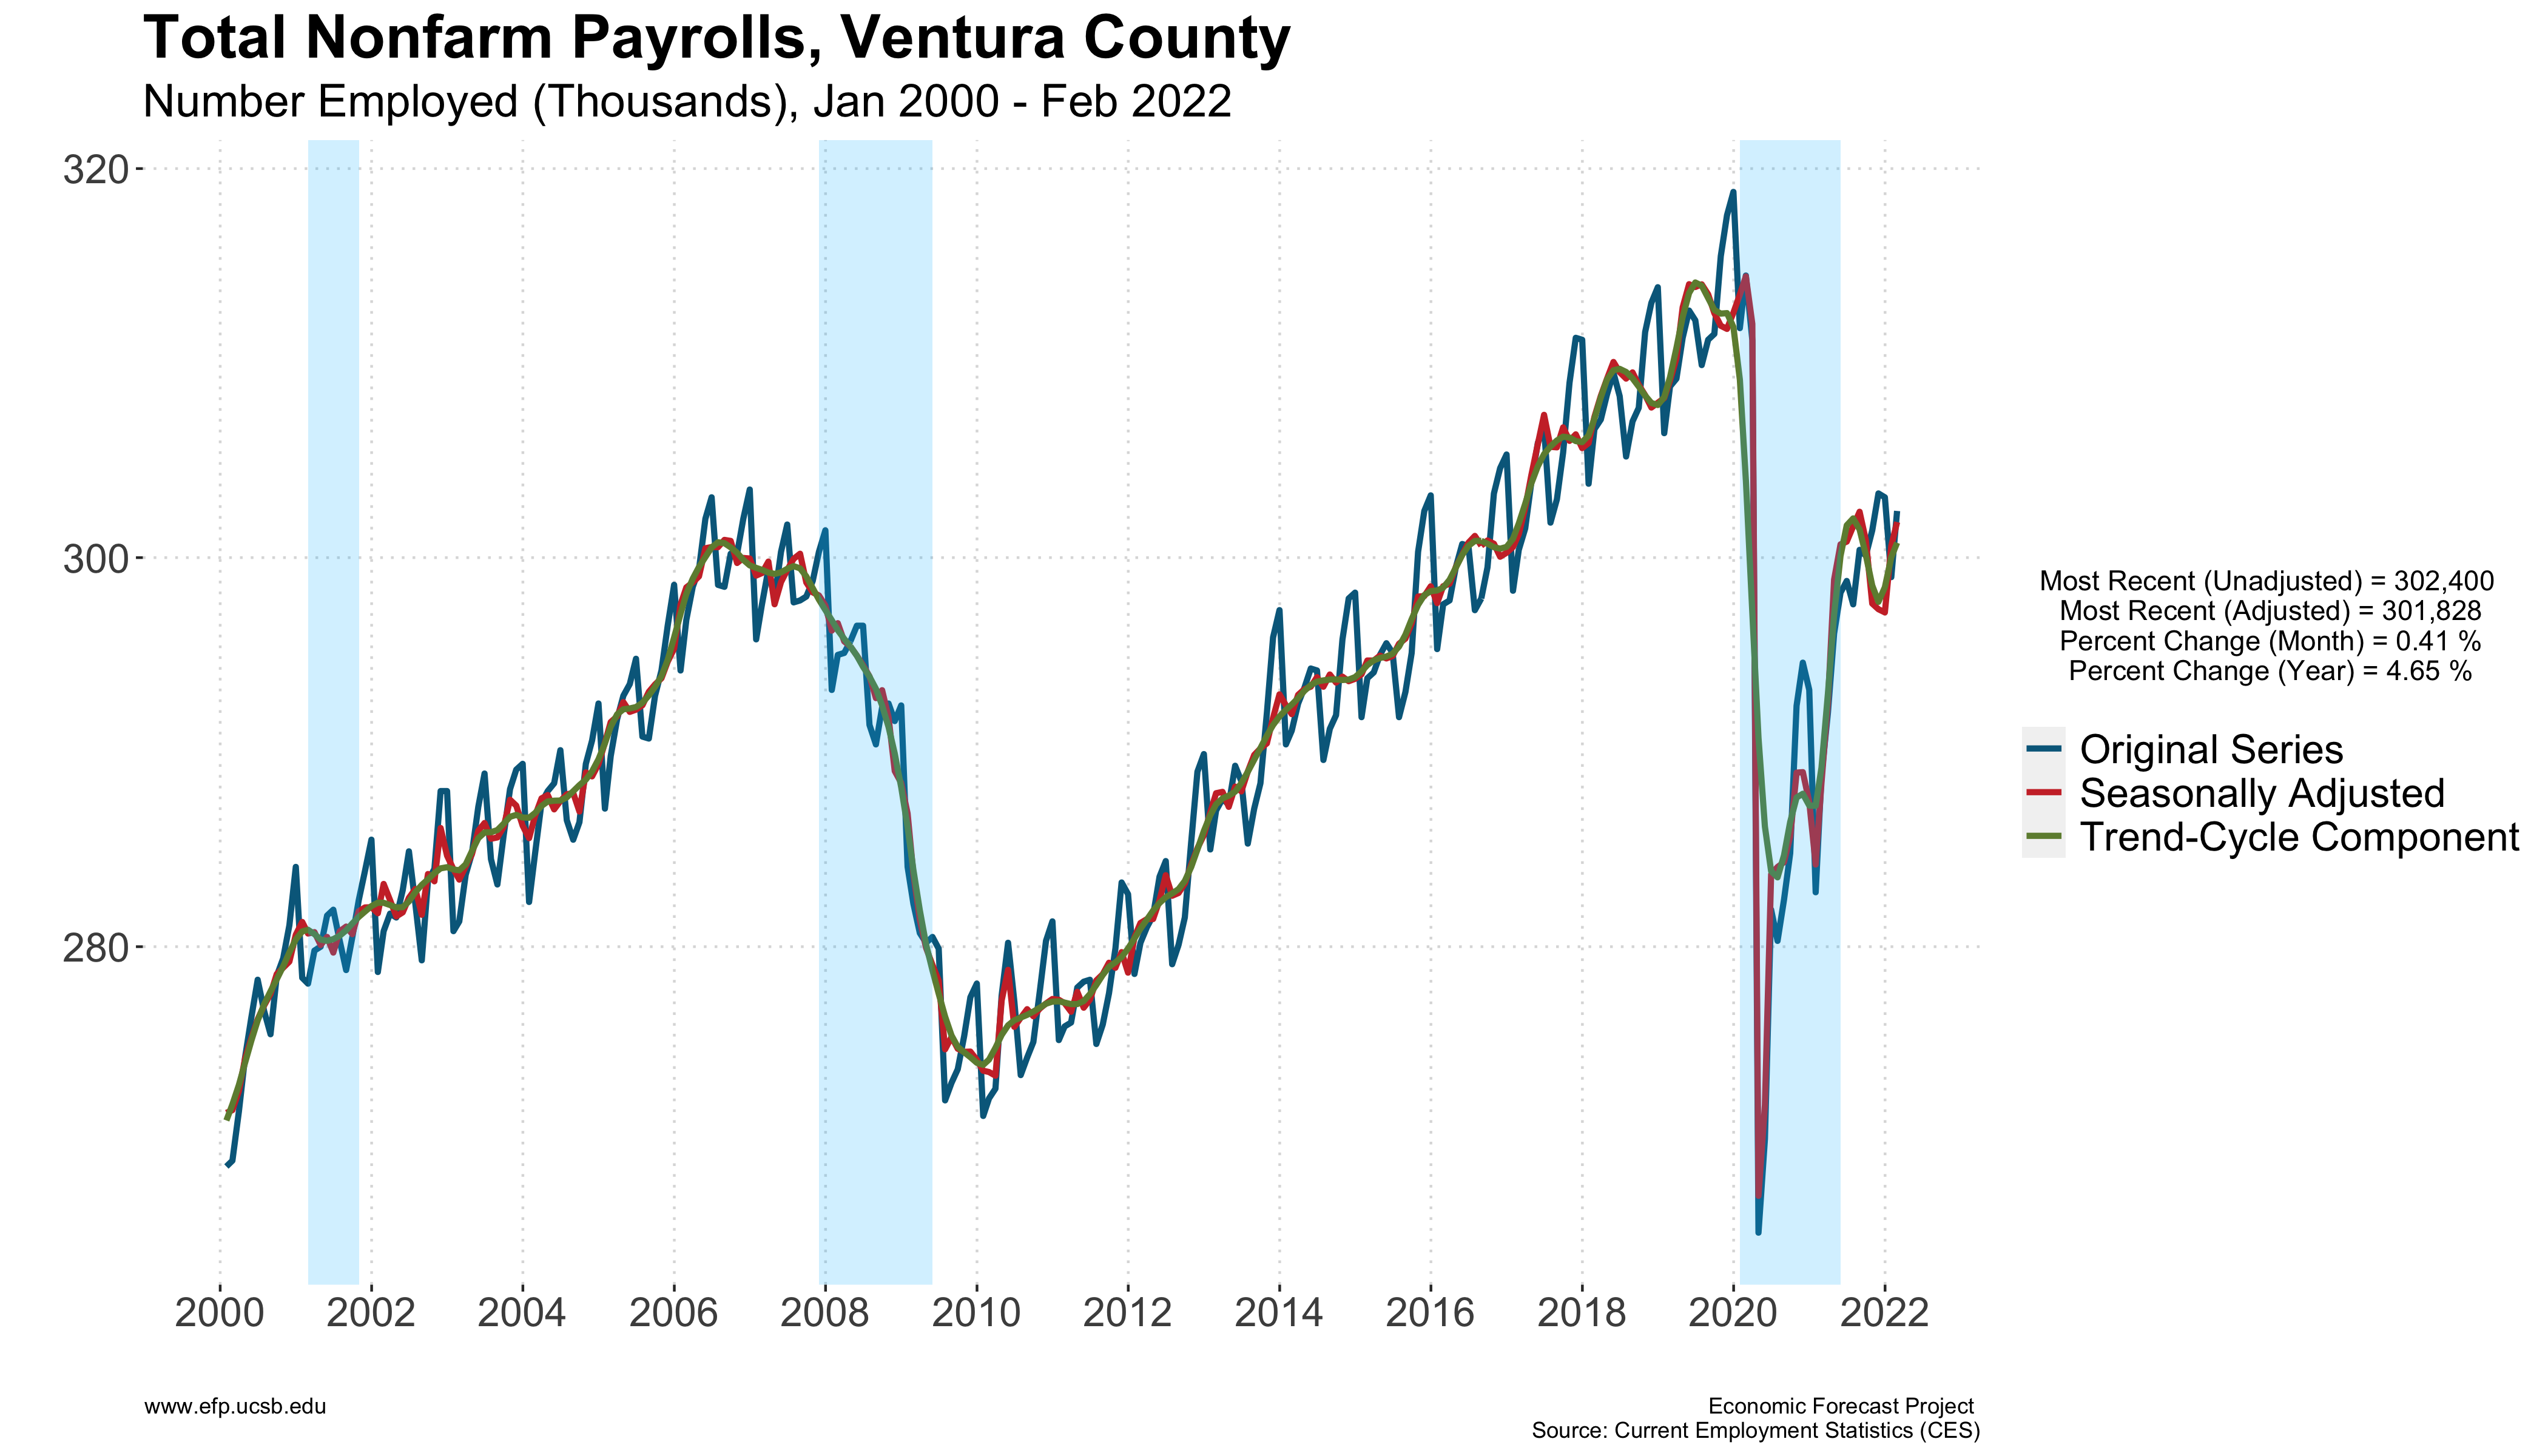 Total Nonfarm Payrolls, Ventura County
Number Employed (Thousands), Jan 2000 - Feb 2022
320
300
280
2000 2002 2004 2006 2008 2010 2012 2014 2016 2018 2020 2022
Most Recent (Unadjusted) = 302,400
Most Recent (Adjusted) = 301,828
Percent Change (Month) = 0.41 %
Percent Change (Year) = 4.65 %
Original Series
Seasonally Adjusted
Trend-Cycle Component
www.efp.ucsb.edu
Economic Forecast Project
Source: Current Employment Statistics (CES)